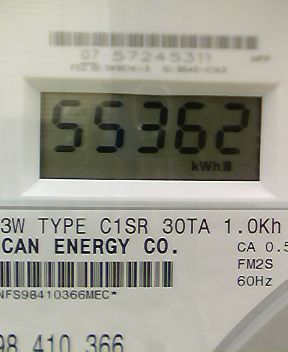 07 57245311
55362
kWh
3W TYPE C1SR 30TA 1.0Kh
CAN ENERGY CO.
CA 0.5
FM2S
60Hz
NFS98410366MEC*
98 410 366